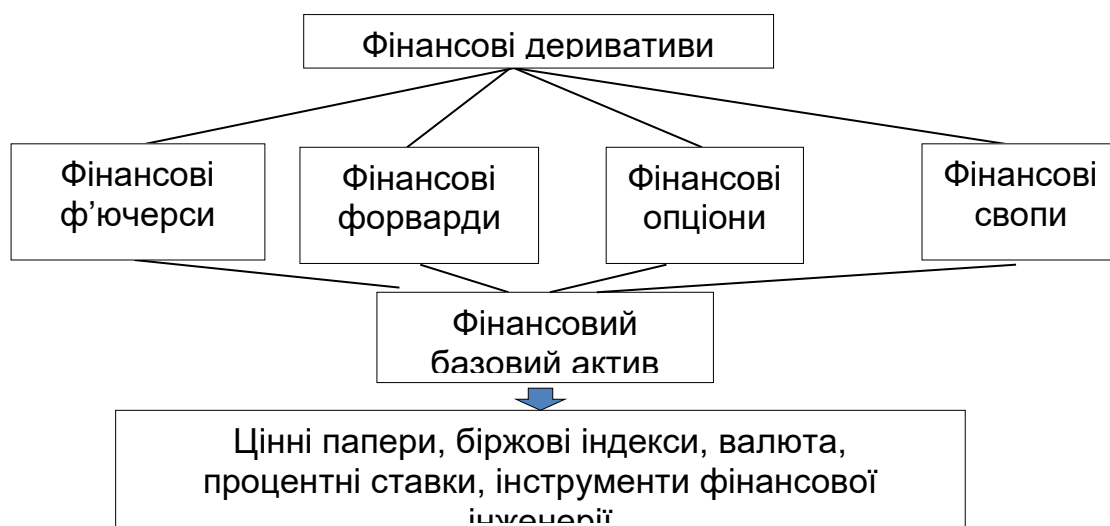 Фінансові деривативи
Фінансові
ф’ючерси
Фінансові
форварди
Фінансові
опціони
Фінансові
свопи
Фінансовий
базовий актив
Цінні папери, біржові індекси, валюта,
процентні ставки, інструменти фінансової
інженерії